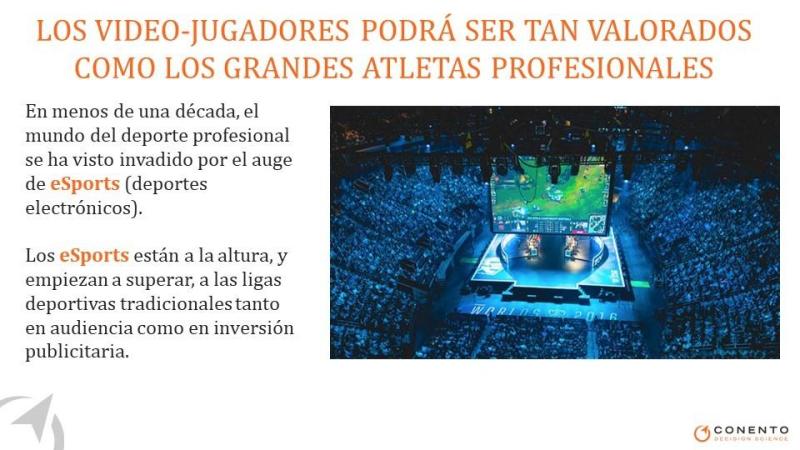 LOS VIDEO-JUGADORES PODRÁ SER TAN VALORADOS
COMO LOS GRANDES ATLETAS PROFESIONALES
En menos de una década, el
mundo del deporte profesional
se ha visto invadido por el auge
de eSports (deportes
electrónicos).
Los eSports están a la altura, y
empiezan a superar, a las ligas
deportivas tradicionales tanto
en audiencia como en inversión
publicitaria.
WORLDS 2016
CONENTO
DECISION SCIENCE